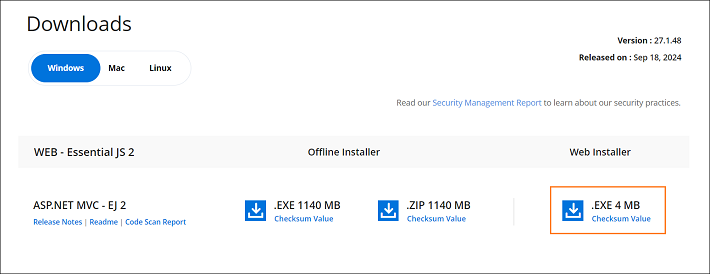 Downloads
Version : 27.1.48
Released on : Sep 18, 2024
Windows Mac Linux
Read our Security Management Report to learn about our security practices.
WEB - Essential JS 2 Offline Installer Web Installer
ASP.NET MVC - EJ 2 .EXE 1140 MB .ZIP 1140 MB .EXE 4 MB
Release Notes | Readme | Code Scan Report Checksum Value Checksum Value Checksum Value